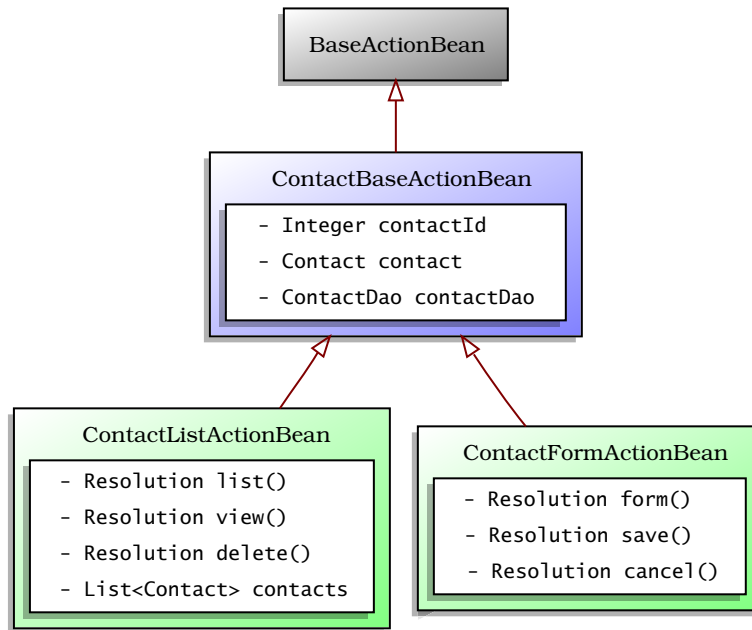 BaseActionBean
ContactBaseActionBean
- Integer contactId
- Contact contact
- ContactDao contactDao
ContactListActionBean
- Resolution list()
- Resolution view()
- Resolution delete()
- List<Contact> contacts
ContactFormActionBean
- Resolution form()
- Resolution save()
- Resolution cancel()